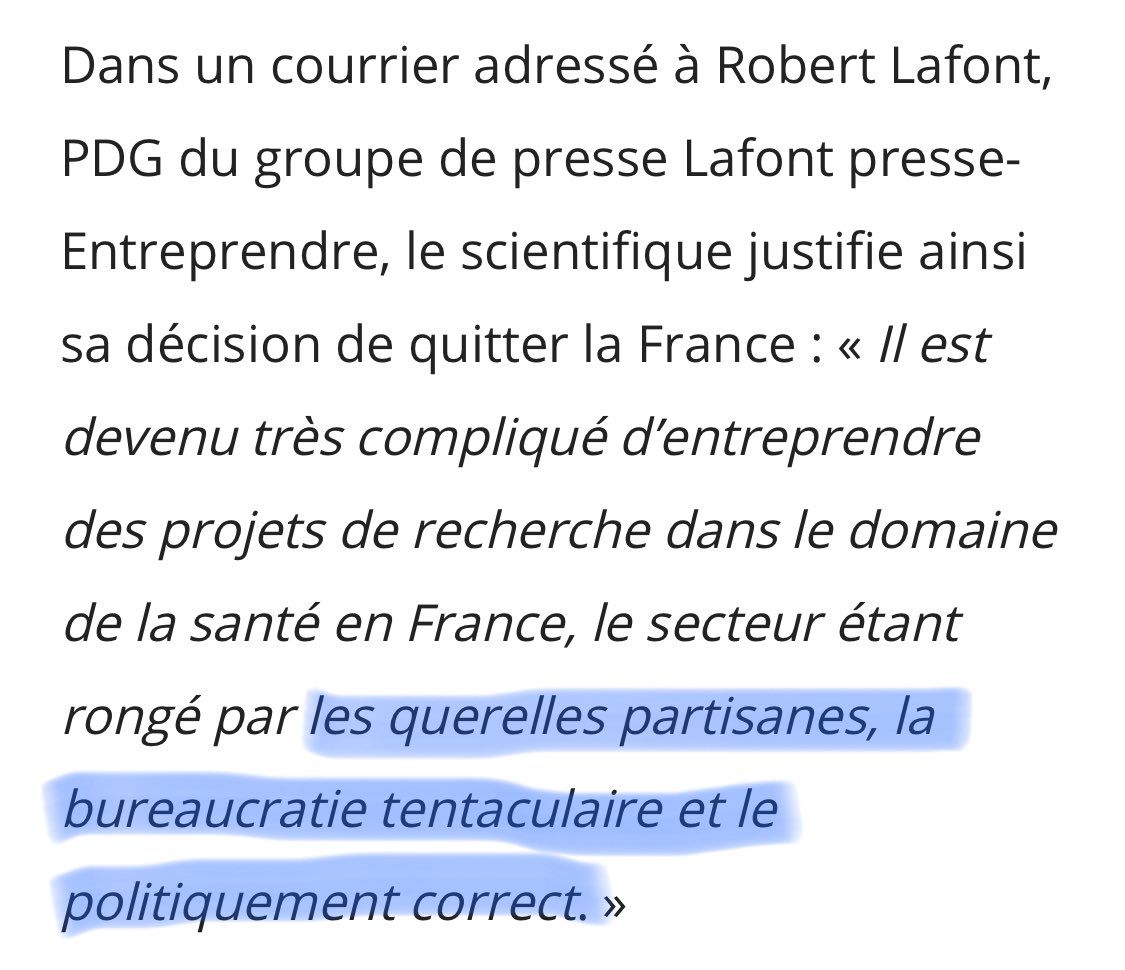 Dans un courrier adressé à Robert Lafont,
PDG du groupe de presse Lafont presse-
Entreprendre, le scientifique justifie ainsi
sa décision de quitter la France : « Il est
devenu très compliqué d’entreprendre
des projets de recherche dans le domaine
de la santé en France, le secteur étant
rongé par les querelles partisanes, la
bureaucratie tentaculaire et le
politiquement correct. »